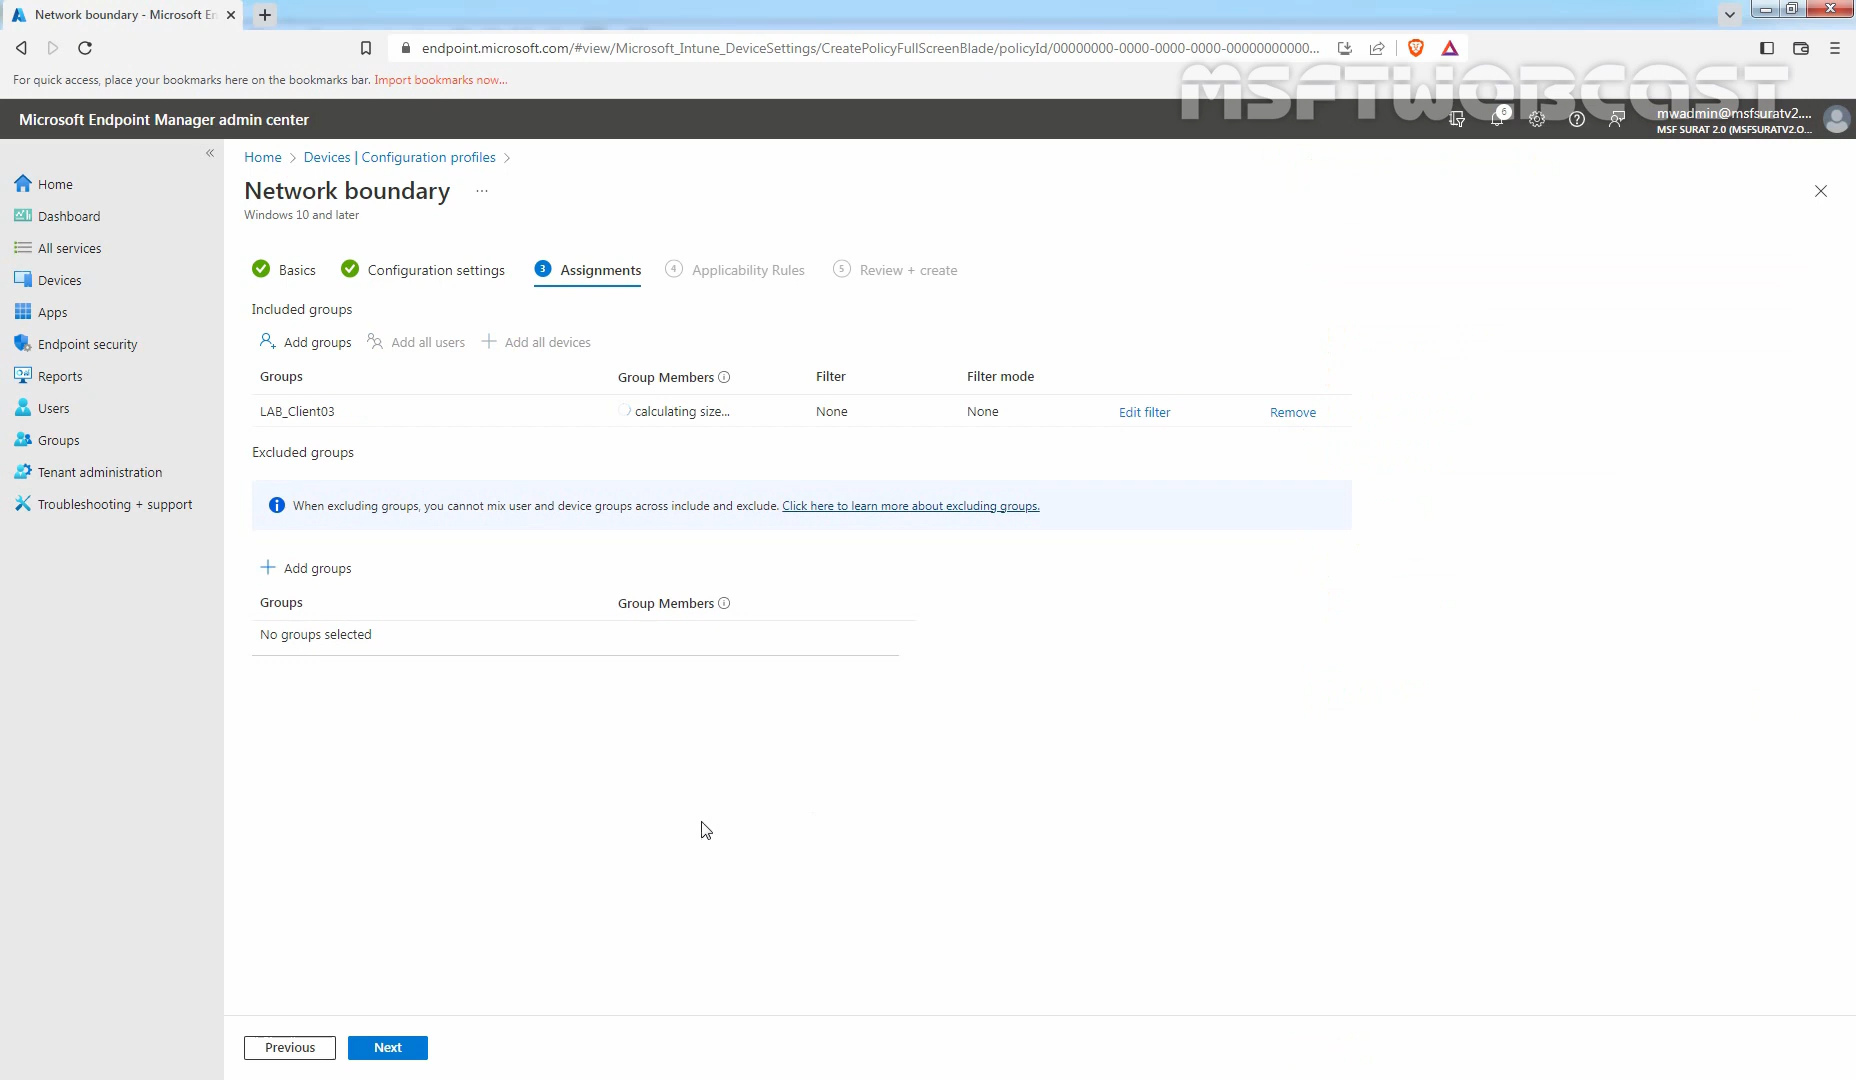 Network boundary - Microsoft En
For quick access, place your bookmarks here on the bookmarks bar. Import bookmarks now...
endpoint.microsoft.com/#view/Microsoft_Intune_DeviceSettings/CreatePolicyFullScreenBlade/policyId/00000000-0000-0000-0000-00000000000...
MSFTWEBCAST
Microsoft Endpoint Manager admin center
6
mwadmin@msfsuratv2....
MSF SURAT 2.0 (MSFSURATV2.O...
Home
Dashboard
All services
Devices
Apps
Endpoint security
Reports
Users
Groups
Tenant administration
Troubleshooting + support
Home > Devices | Configuration profiles >
Network boundary ...
Windows 10 and later
Basics Configuration settings 3 Assignments 4 Applicability Rules 5 Review + create
Included groups
Add groups Add all users Add all devices
Groups Group Members Filter Filter mode
LAB_Client03 calculating size... None None Edit filter Remove
Excluded groups
When excluding groups, you cannot mix user and device groups across include and exclude. Click here to learn more about excluding groups.
Add groups
Groups Group Members
No groups selected
Previous Next